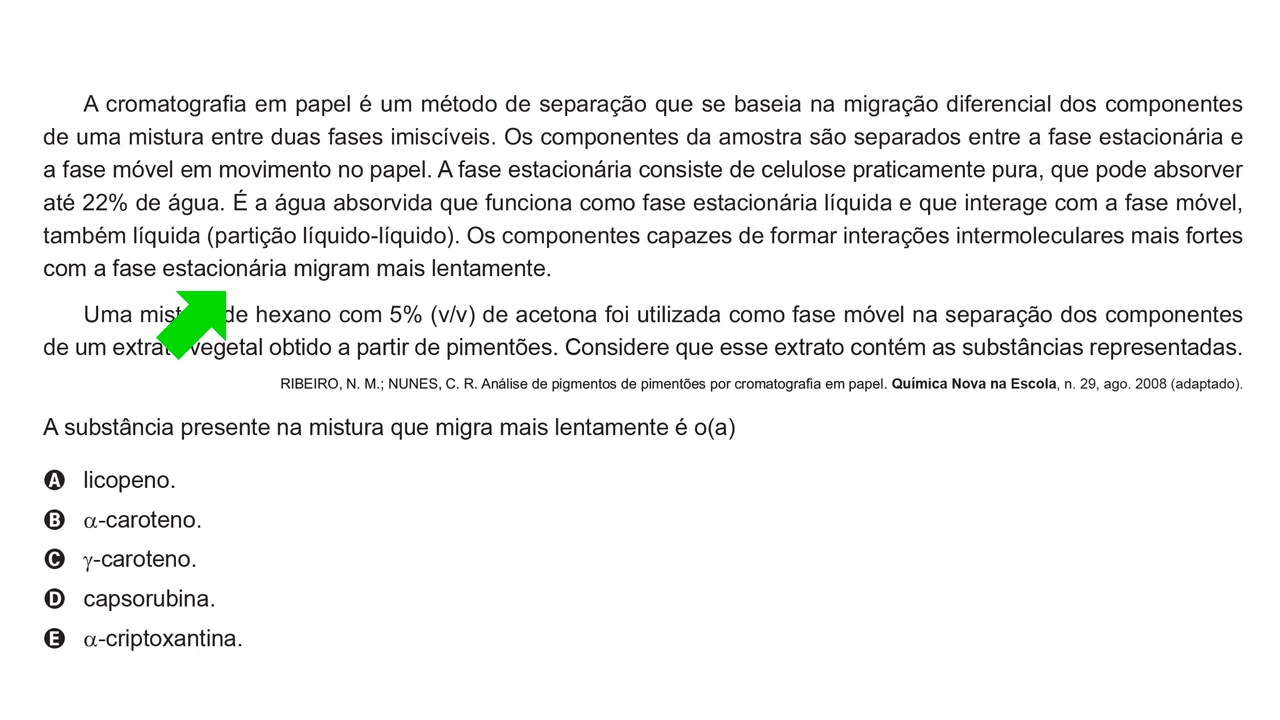 A cromatografia em papel é um método de separação que se baseia na migração diferencial dos componentes
de uma mistura entre duas fases imiscíveis. Os componentes da amostra são separados entre a fase estacionária e
a fase móvel em movimento no papel. A fase estacionária consiste de celulose praticamente pura, que pode absorver
até 22% de água. É a água absorvida que funciona como fase estacionária líquida e que interage com a fase móvel,
também líquida (partição líquido-líquido). Os componentes capazes de formar interações intermoleculares mais fortes
com a fase estacionária migram mais lentamente.
Uma de hexano com 5% (v/v) de acetona foi utilizada como fase móvel na separação dos componentes
de um vegetal obtido a partir de pimentões. Considere que esse extrato contém as substâncias representadas.
RIBEIRO, N. M.; NUNES, C. R. Análise de pigmentos de pimentões por cromatografia em papel. Química Nova na Escola, n. 29, ago. 2008 (adaptado).
A substância presente na mistura que migra mais lentamente é o(a)
A licopeno.
B α-caroteno.
C γ-caroteno.
D capsorubina.
E α-criptoxantina.